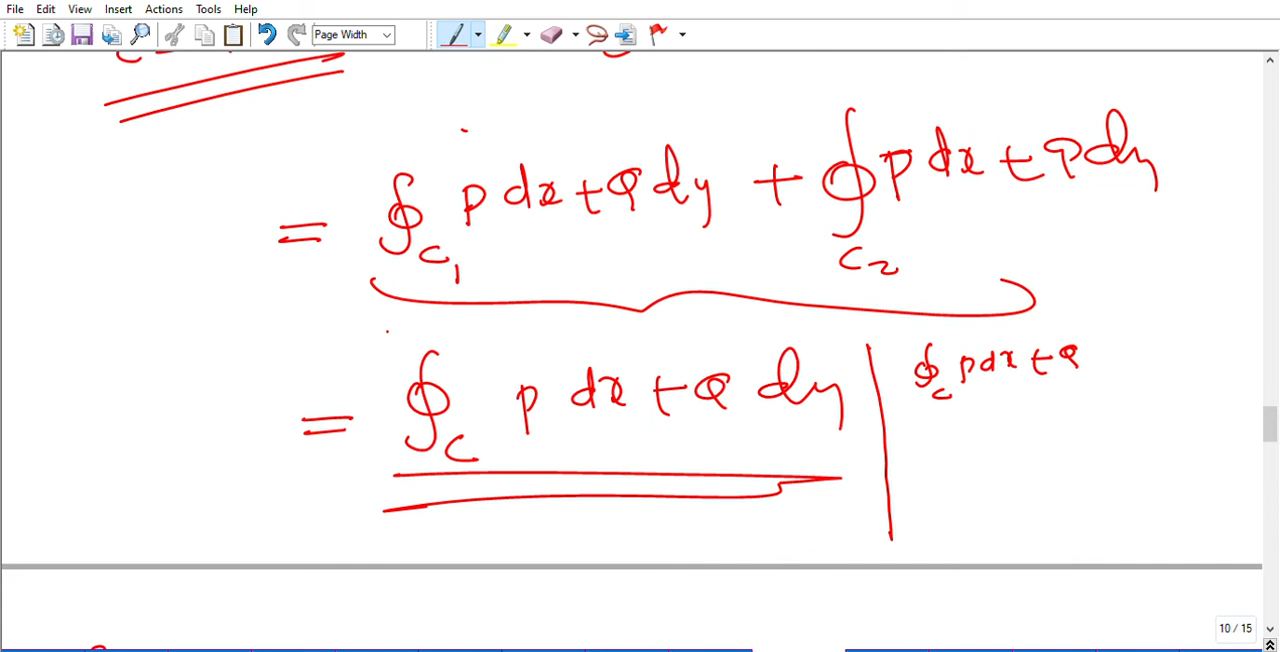 File Edit View Insert Actions Tools Help
Page Width
= ∮_{C_1} P dx + Q dy + ∮_{C_2} P dx + Q dy
= ∮_C P dx + Q dy | ∮_C P dx + Q
10 / 15